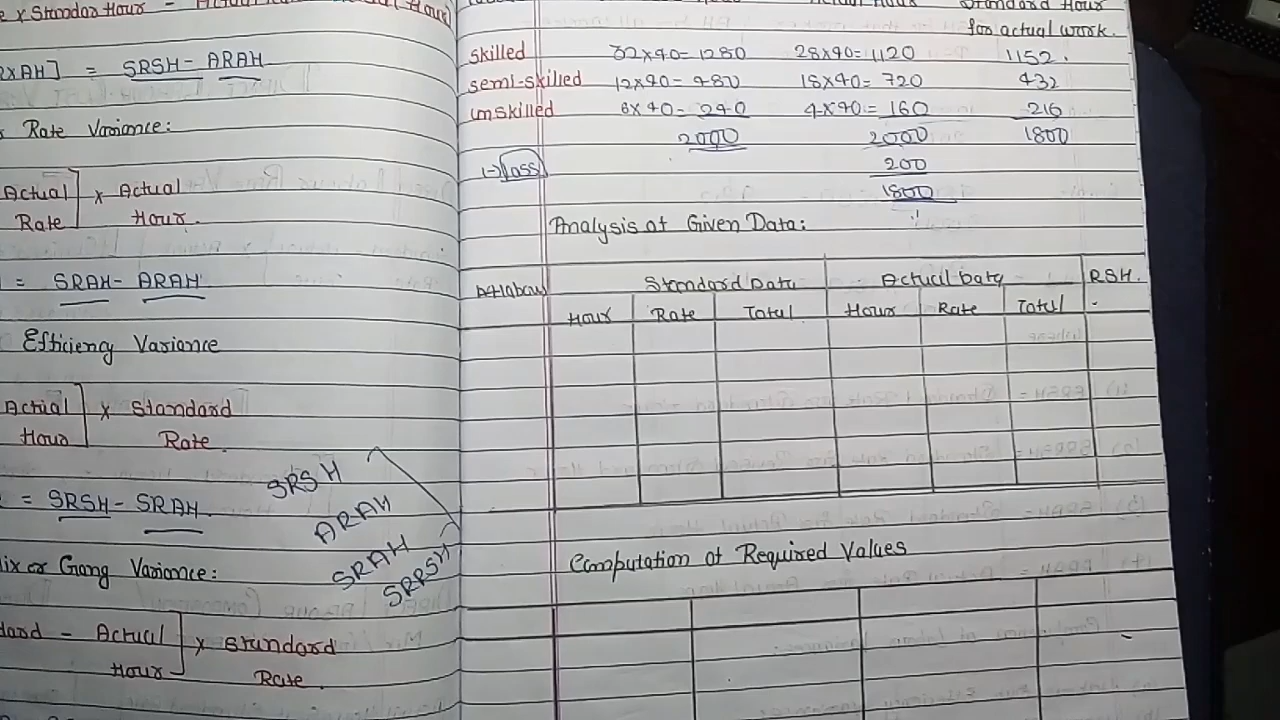 e x Standar Hour -
RxAH] = SRSH - ARAH
Rate Variance:
Actual Rate] x Actual Hour.
= SRAH - ARAH
Efficiency Variance
Actual Hour] x Standard Rate.
= SRSH - SRAH
SRSH
ARAH
SRAH
SRRSH
ix or Gang Variance:
dard - Actual Hour] x Standard Rate.
Standard Hour
for actual work.
skilled 32x40=1280 28x40=1120 1152.
semi-skilled 12x40=480 18x40=720 432
unskilled 6x40=240 4x40=160 216
2000 2000 1800
(-) loss 200
1800
Analysis of Given Data:
Standard Data Actual Data RSH.
Hour Rate Total Hour Rate Total
Computation of Required Values